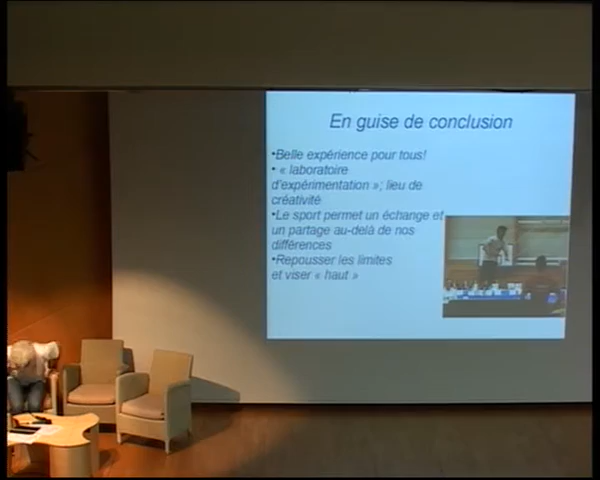 En guise de conclusion
•Belle expérience pour tous!
• « laboratoire
d'expérimentation »; lieu de
créativité
•Le sport permet un échange et
un partage au-delà de nos
différences
•Repousser les limites
et viser « haut »